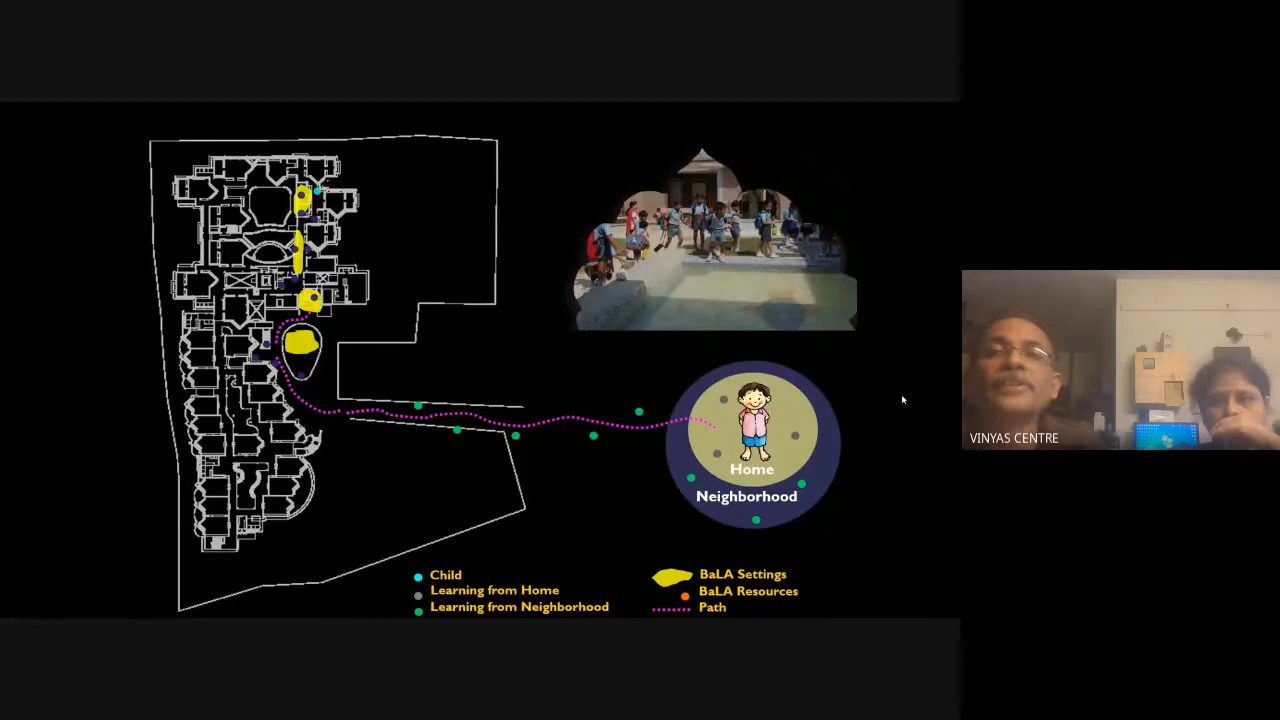 Home
Neighborhood
VINYAS CENTRE
Child
Learning from Home
Learning from Neighborhood
BaLA Settings
BaLA Resources
Path